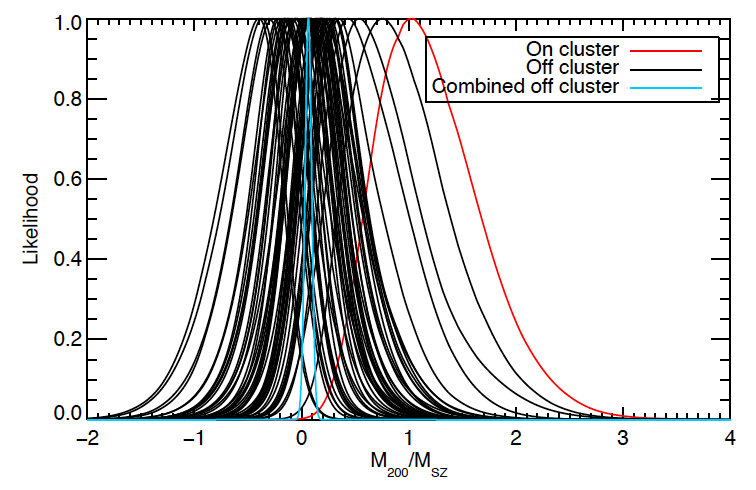 1.0
0.8
0.6
0.4
0.2
0.0
Likelihood
On cluster
Off cluster
Combined off cluster
−2 −1 0 1 2 3 4
M200/MSZ